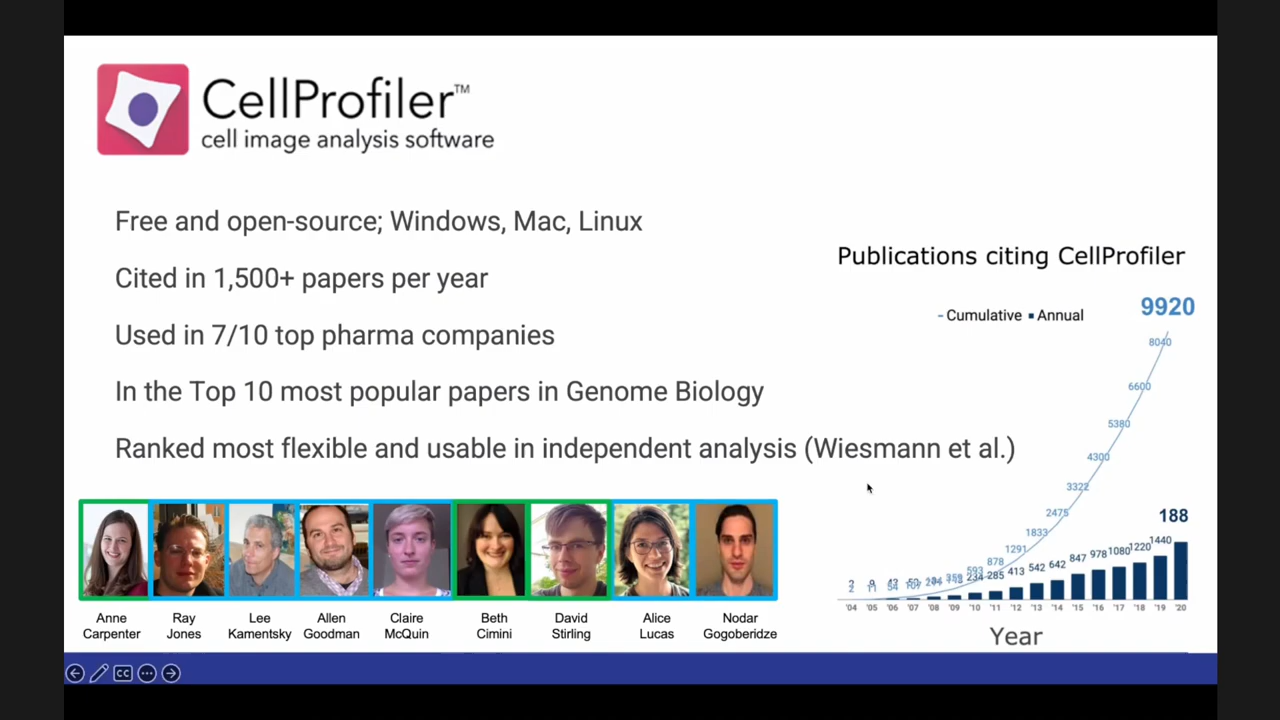 CellProfiler™
cell image analysis software
Free and open-source; Windows, Mac, Linux
Cited in 1,500+ papers per year
Used in 7/10 top pharma companies
In the Top 10 most popular papers in Genome Biology
Ranked most flexible and usable in independent analysis (Wiesmann et al.)
Publications citing CellProfiler
Cumulative Annual
9920
8040
6600
5380
4300
3322
2475
1833
1291
878
593
188
1440
1220
1080
978
847
642
542
413
285
234
2
2
'04 '05 '06 '07 '08 '09 '10 '11 '12 '13 '14 '15 '16 '17 '18 '19 '20
Year
Anne Carpenter
Ray Jones
Lee Kamentsky
Allen Goodman
Claire McQuin
Beth Cimini
David Stirling
Alice Lucas
Nodar Gogoberidze
CC